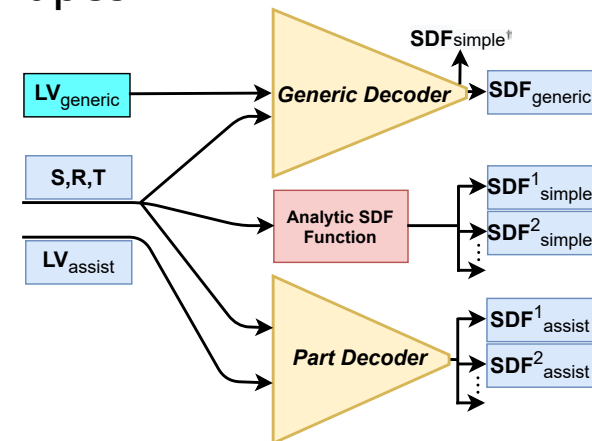 SDFsimple†
LVgeneric
Generic Decoder
SDFgeneric
S,R,T
SDF1simple
Analytic SDF
Function
SDF2simple
LVassist
SDF1assist
Part Decoder
SDF2assist